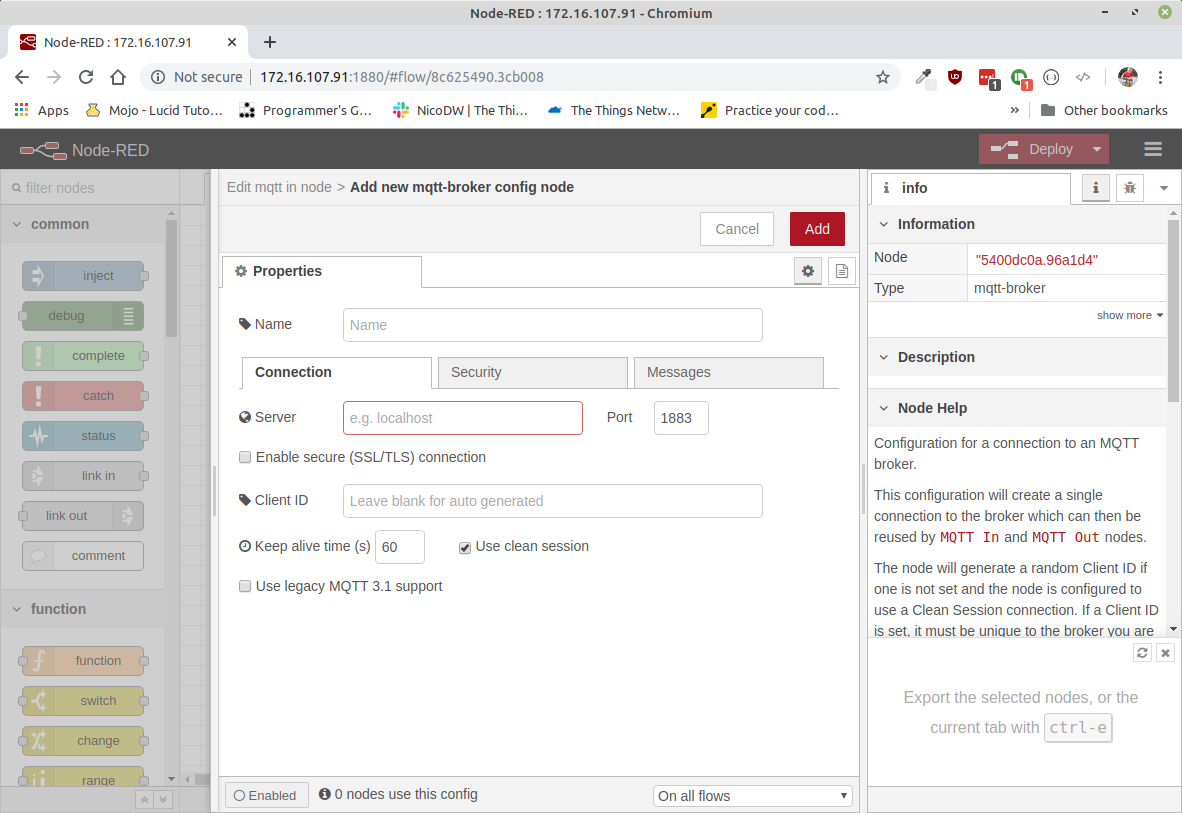 Node-RED : 172.16.107.91 - Chromium
Node-RED : 172.16.107.91
Not secure
172.16.107.91:1880/#flow/8c625490.3cb008
1
1
Apps
Mojo - Lucid Tuto…
Programmer's G…
NicoDW | The Thi…
The Things Netw…
Practice your cod…
»
Other bookmarks
Node-RED
Deploy
filter nodes
common
inject
debug
complete
catch
status
link in
link out
comment
function
function
switch
change
range
Edit mqtt in node > Add new mqtt-broker config node
Cancel
Add
Properties
Name
Name
Connection
Security
Messages
Server
e.g. localhost
Port
1883
Enable secure (SSL/TLS) connection
Client ID
Leave blank for auto generated
Keep alive time (s)
60
Use clean session
Use legacy MQTT 3.1 support
Enabled
0 nodes use this config
On all flows
info
Information
Node
"5400dc0a.96a1d4"
Type
mqtt-broker
show more
Description
Node Help
Configuration for a connection to an MQTT
broker.
This configuration will create a single
connection to the broker which can then be
reused by MQTT In and MQTT Out nodes.
The node will generate a random Client ID if
one is not set and the node is configured to
use a Clean Session connection. If a Client ID
is set, it must be unique to the broker you are
Export the selected nodes, or the
current tab with ctrl-e